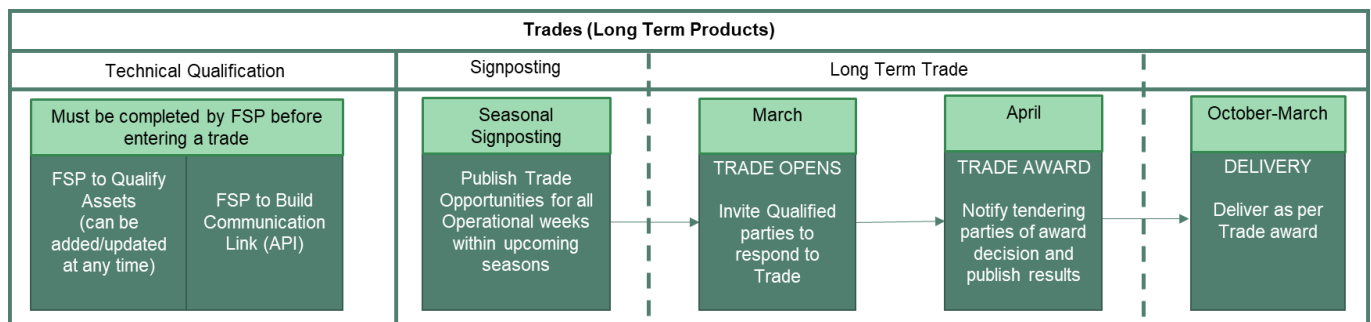 Trades (Long Term Products)
Technical Qualification
Signposting
Long Term Trade
Must be completed by FSP before
entering a trade
FSP to Qualify
Assets
(can be
added/updated
at any time)
FSP to Build
Communication
Link (API)
Seasonal
Signposting
Publish Trade
Opportunities for all
Operational weeks
within upcoming
seasons
March
TRADE OPENS
Invite Qualified
parties to
respond to
Trade
April
TRADE AWARD
Notify tendering
parties of award
decision and
publish results
October-March
DELIVERY
Deliver as per
Trade award